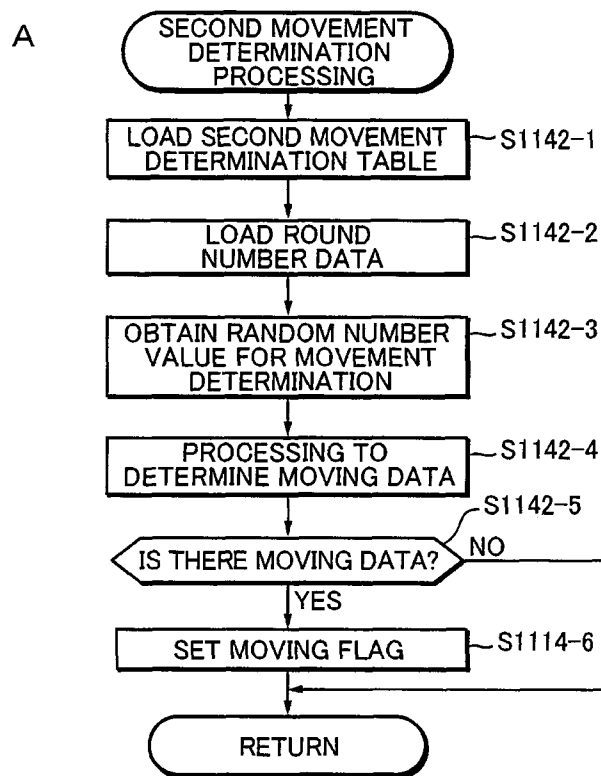 A
SECOND MOVEMENT
DETERMINATION
PROCESSING
LOAD SECOND MOVEMENT
DETERMINATION TABLE
S1142-1
LOAD ROUND
NUMBER DATA
S1142-2
OBTAIN RANDOM NUMBER
VALUE FOR MOVEMENT
DETERMINATION
S1142-3
PROCESSING TO
DETERMINE MOVING DATA
S1142-4
S1142-5
IS THERE MOVING DATA?
NO
YES
SET MOVING FLAG
S1114-6
RETURN